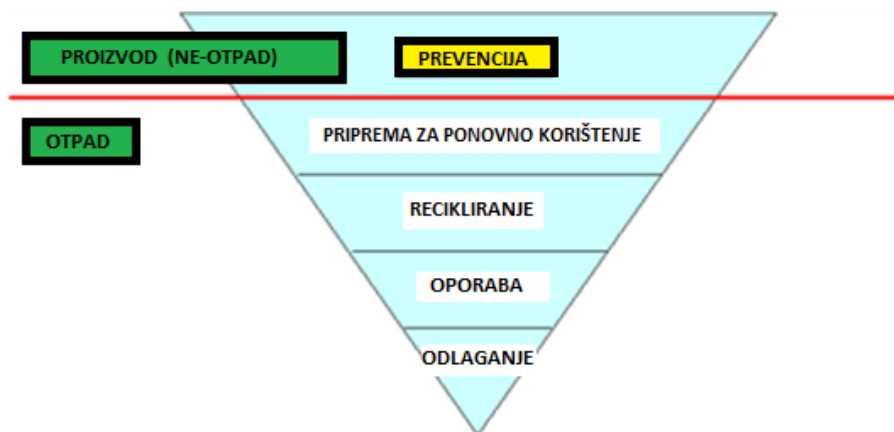 PROIZVOD (NE-OTPAD)
PREVENCIJA
OTPAD
PRIPREMA ZA PONOVNO KORIŠTENJE
RECIKLIRANJE
OPORABA
ODLAGANJE